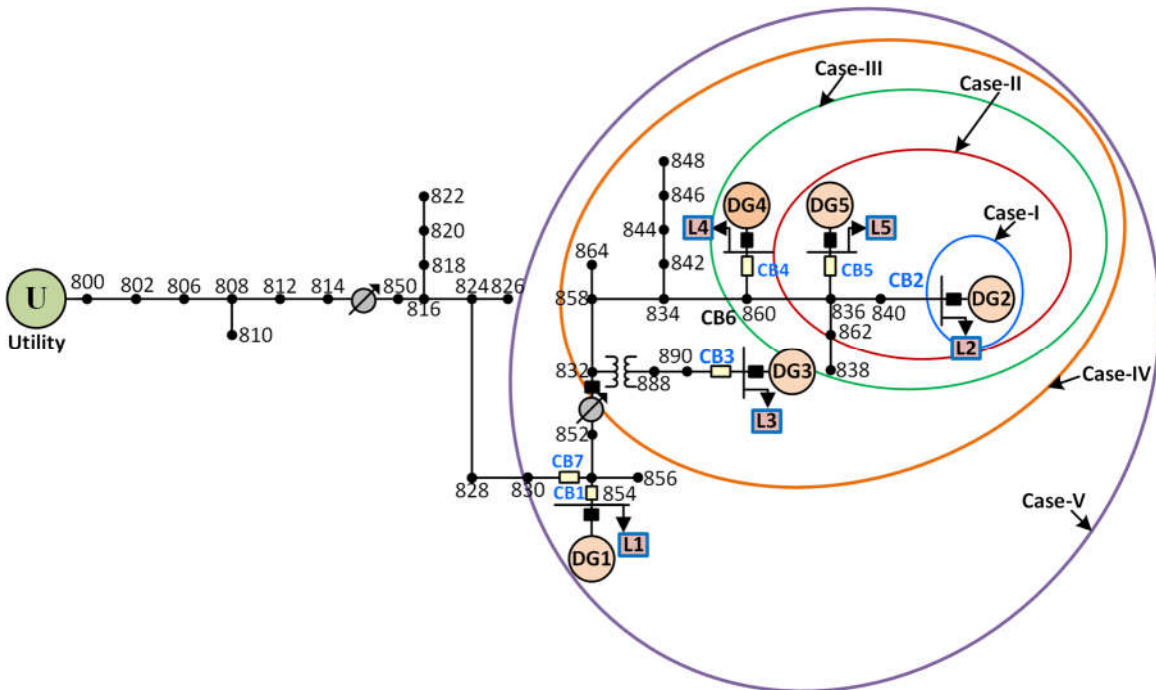 Case-III
Case-II
848
822
846
DG4
DG5
Case-I
L4
L5
820
844
864
CB4
CB5
CB2
818
842
DG2
U
800
802
806
808
812
814
850
816
824
826
858
834
CB6
860
836
840
Utility
810
862
L2
832
888
890
CB3
DG3
838
Case-IV
L3
852
CB7
856
828
830
CB1
854
Case-V
L1
DG1